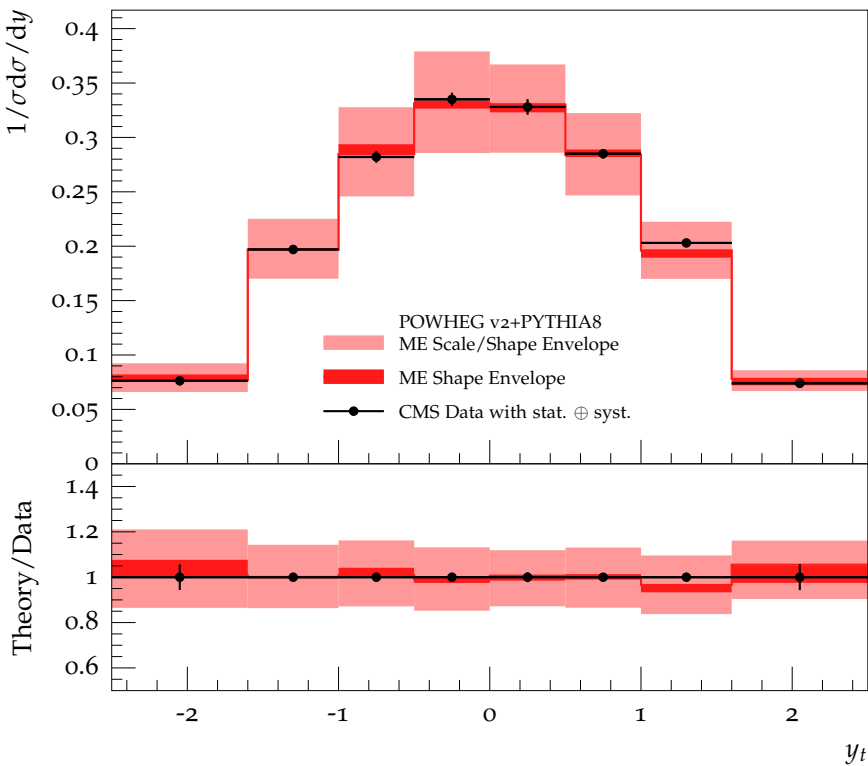 1/σdσ/dy
0.4
0.35
0.3
0.25
0.2
0.15
0.1
0.05
0
POWHEG v2+PYTHIA8
ME Scale/Shape Envelope
ME Shape Envelope
CMS Data with stat. ⊕ syst.
Theory/Data
1.4
1.2
1
0.8
0.6
-2 -1 0 1 2
y_t